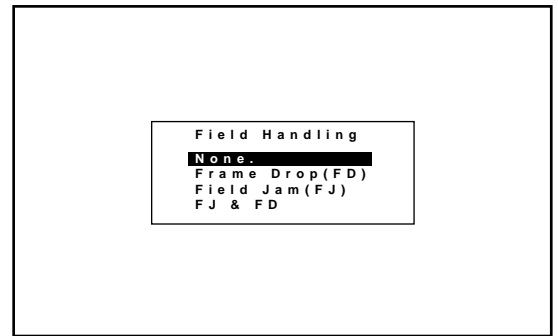 Field Handling
None.
Frame Drop(FD)
Field Jam(FJ)
FJ & FD